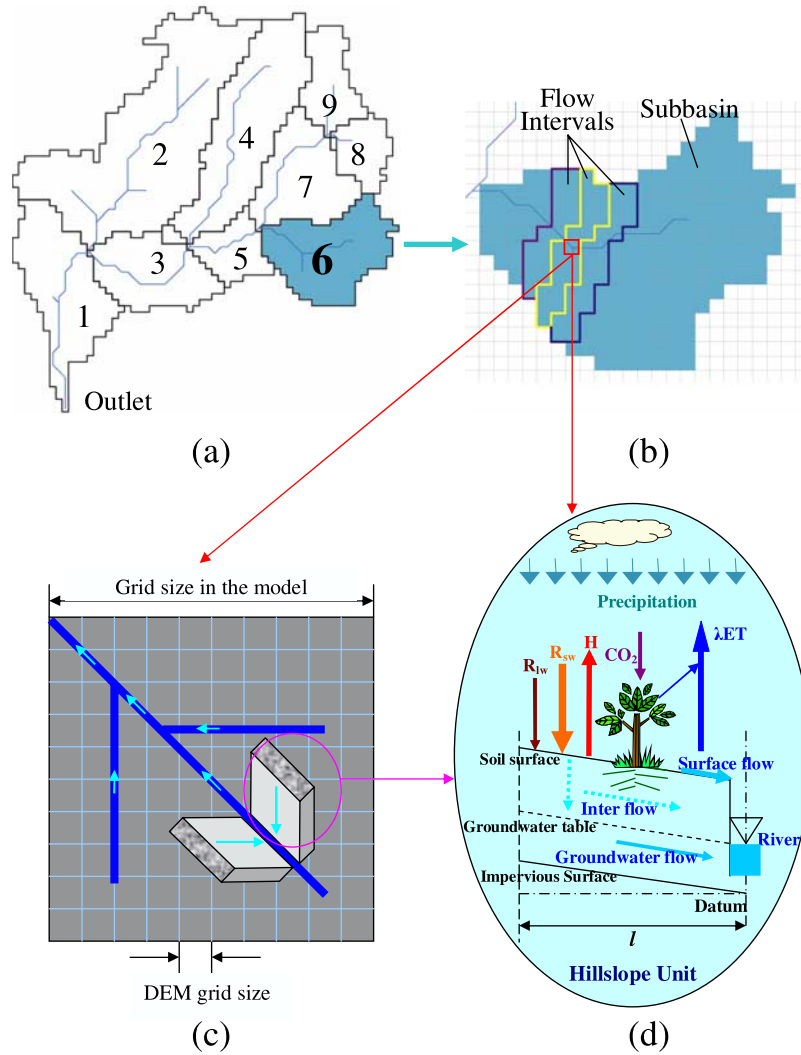 9
2
4
8
7
6
3
5
1
Outlet
(a)
Flow
Intervals
Subbasin
(b)
Grid size in the model
DEM grid size
(c)
Precipitation
λET
H
CO2
Rsw
Rlw
Soil surface
Surface flow
Inter flow
Groundwater table
River
Groundwater flow
Impervious Surface
Datum
l
Hillslope Unit
(d)